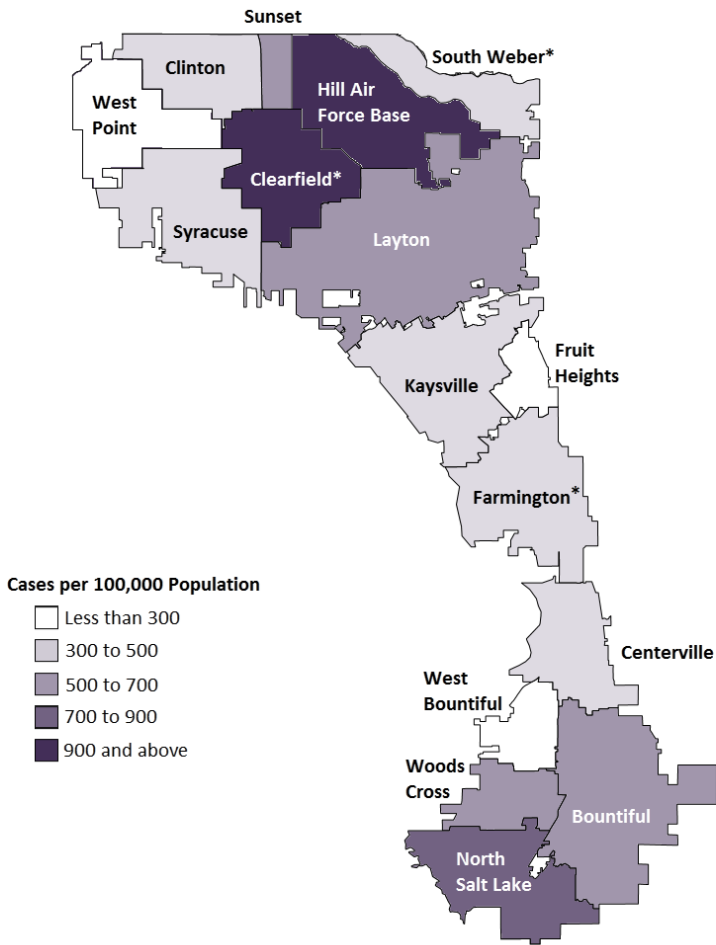 Sunset
South Weber*
Clinton
Hill Air
Force Base
West
Point
Clearfield*
Syracuse
Layton
Fruit
Heights
Kaysville
Farmington*
Cases per 100,000 Population
Less than 300
300 to 500
500 to 700
700 to 900
900 and above
Centerville
West
Bountiful
Woods
Cross
Bountiful
North
Salt Lake